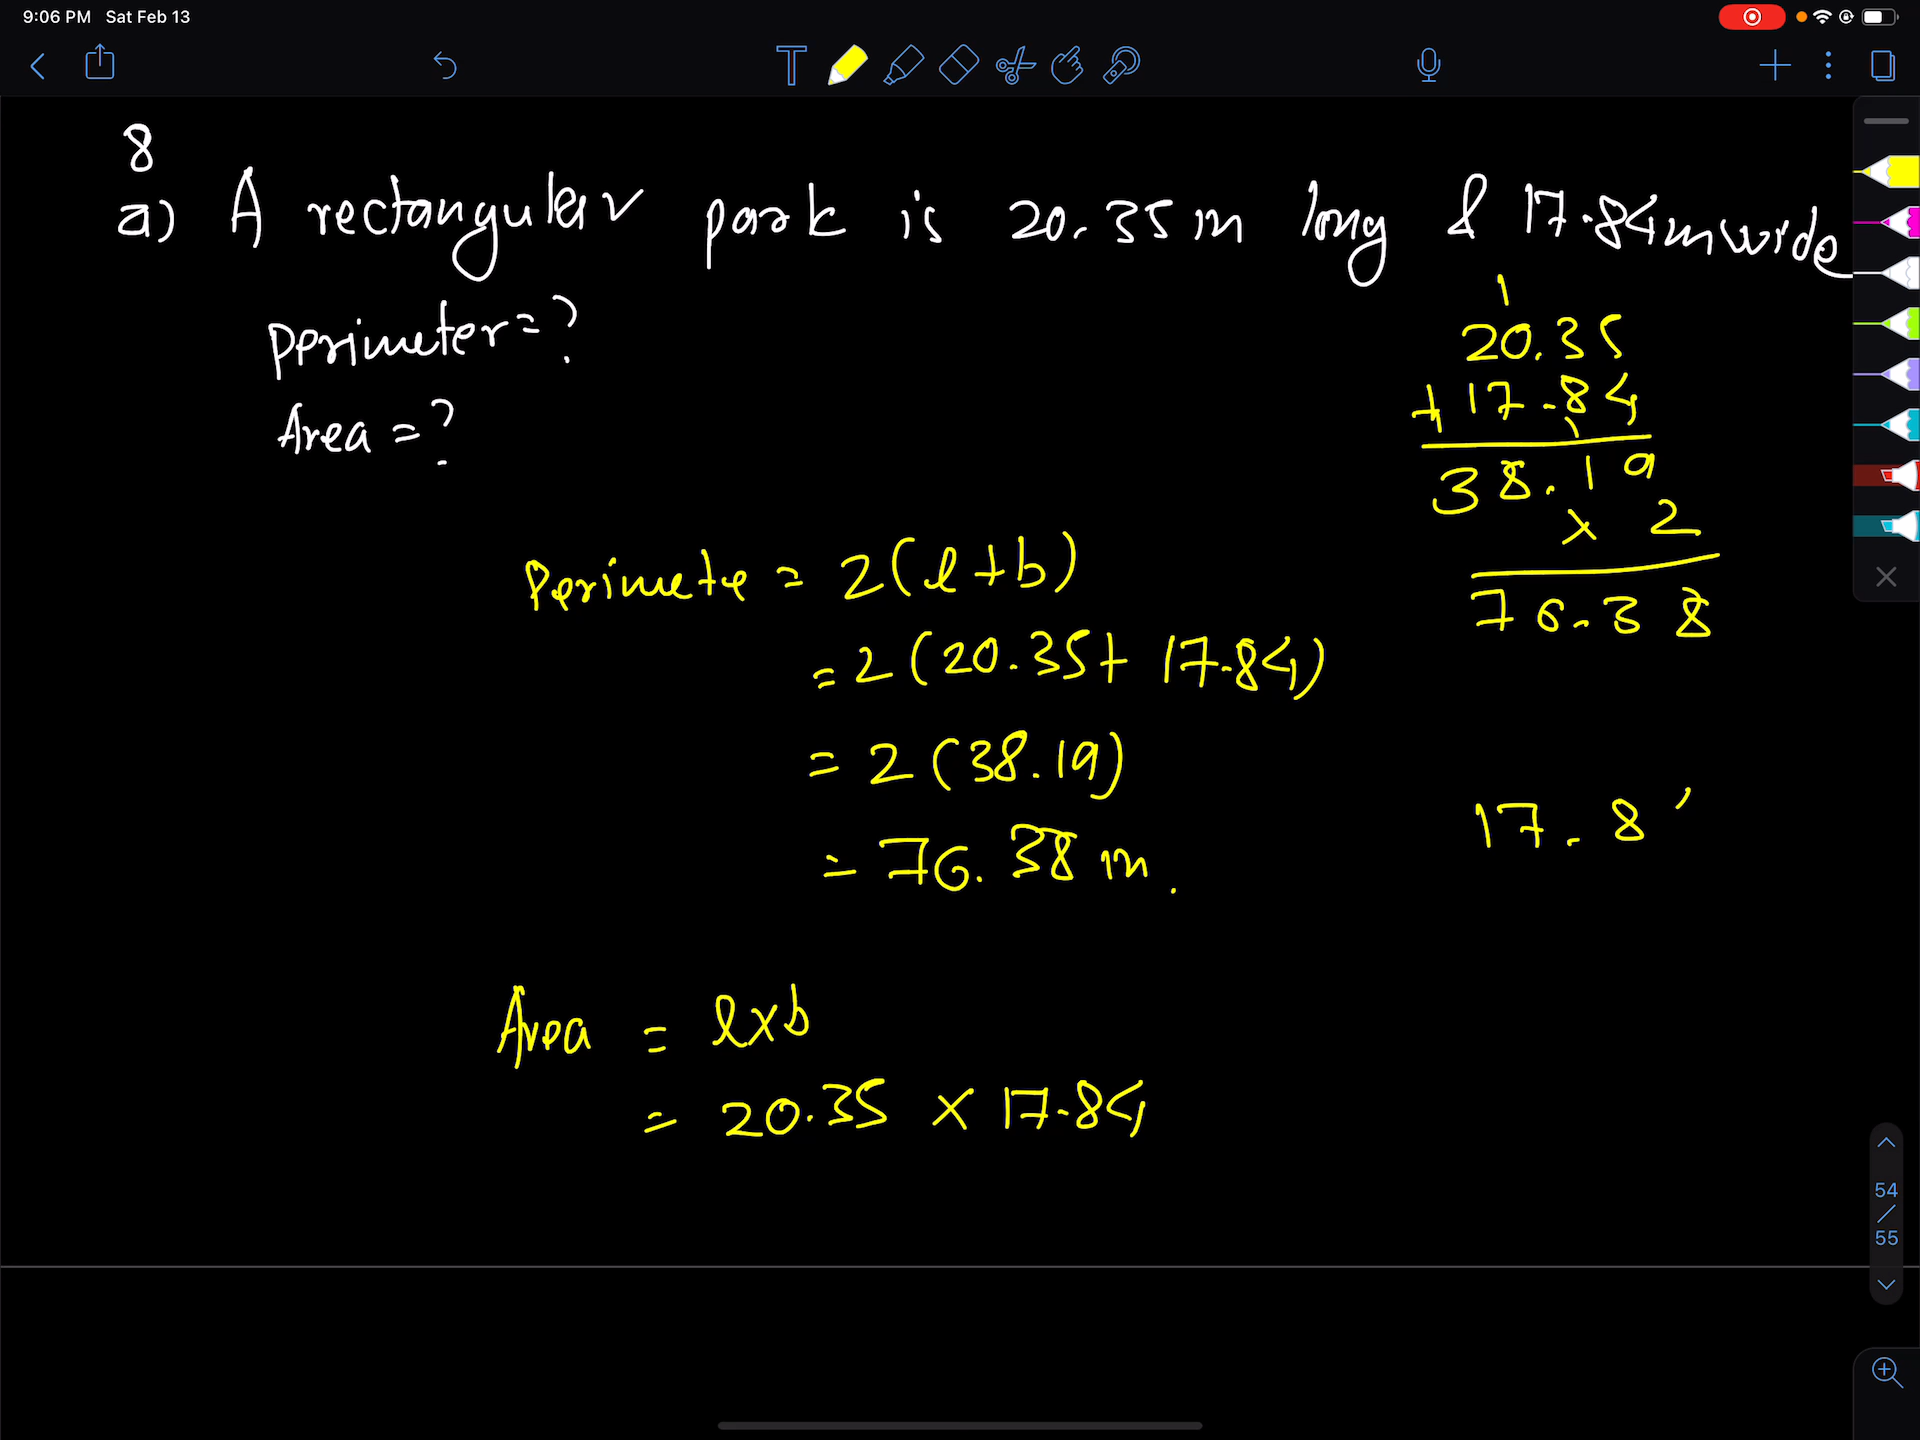 9:06 PM Sat Feb 13
8
a) A rectangular park is 20.35 m long & 17.84m wide
Perimeter = ?
Area = ?
1
20.35
+ 17.84
1
38.19
x 2
76.38
Perimete = 2(l+b)
= 2(20.35+ 17.84)
= 2(38.19)
= 76.38 m.
17.8
Area = lxb
= 20.35 x 17.84
54
/
55